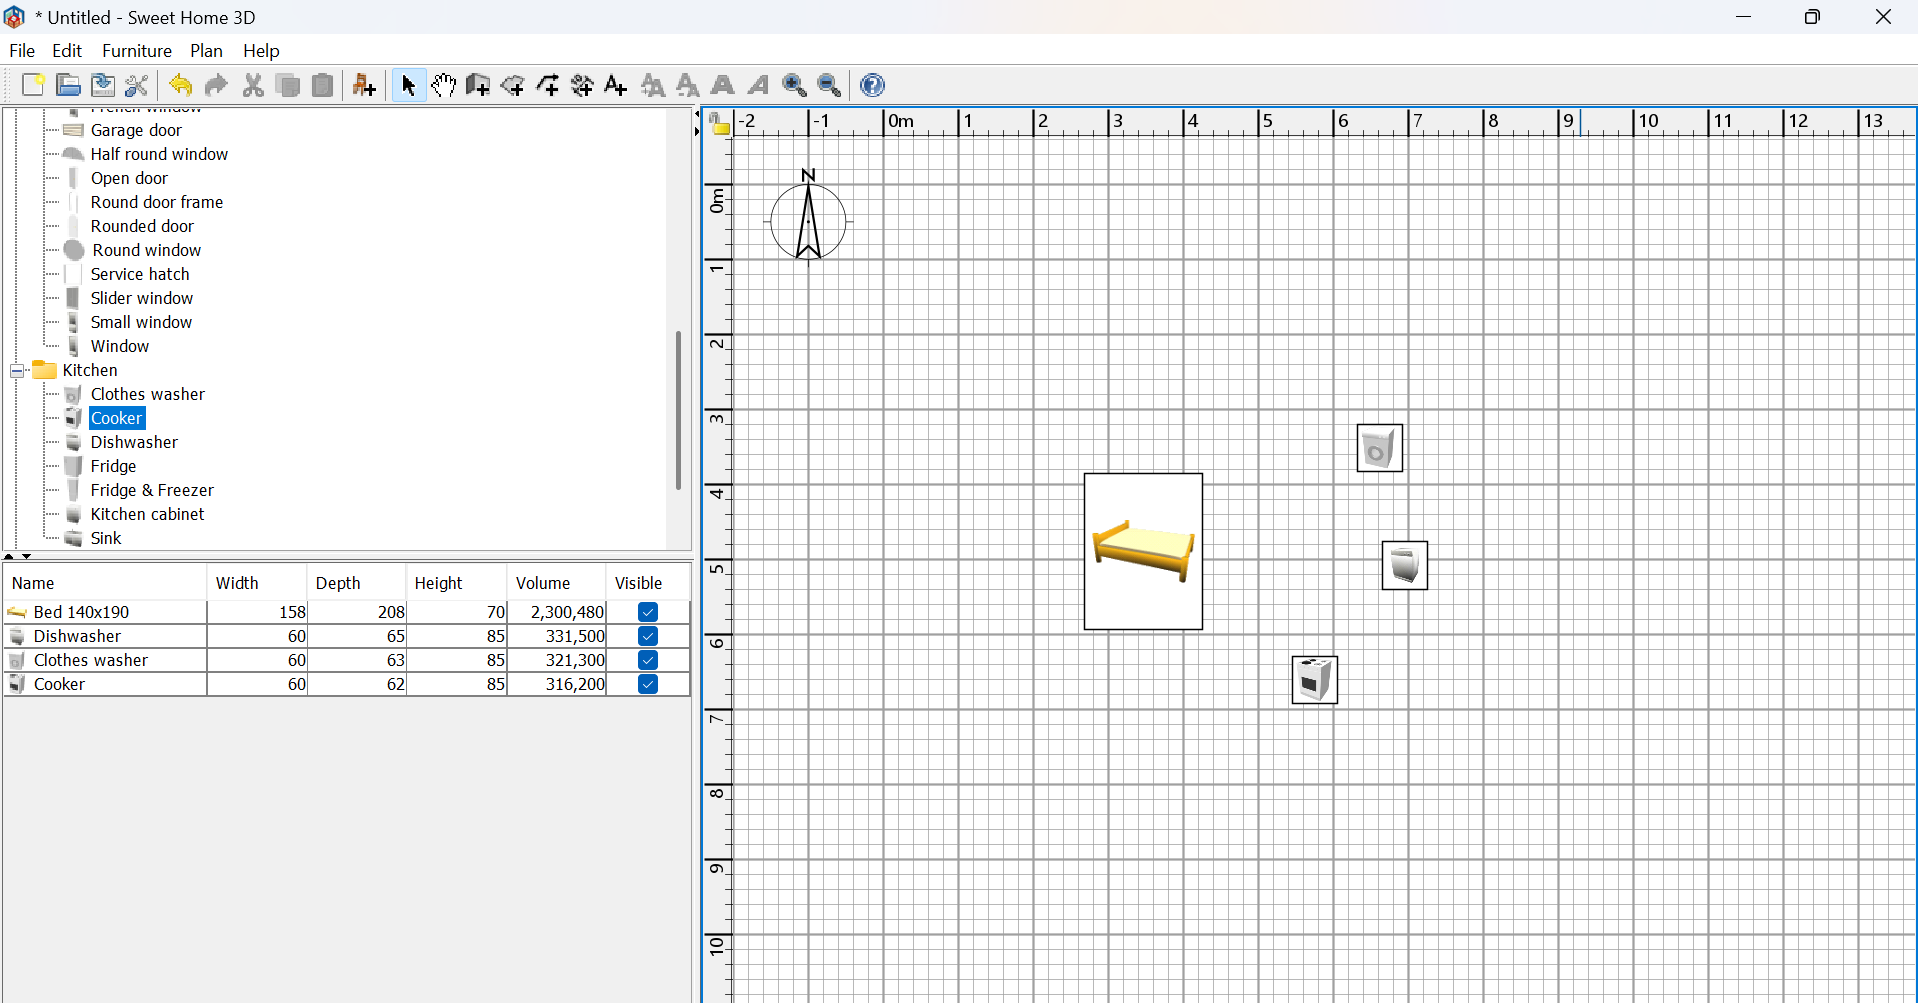 * Untitled - Sweet Home 3D
File Edit Furniture Plan Help
French window
Garage door
Half round window
Open door
Round door frame
Rounded door
Round window
Service hatch
Slider window
Small window
Window
Kitchen
Clothes washer
Cooker
Dishwasher
Fridge
Fridge & Freezer
Kitchen cabinet
Sink
Name Width Depth Height Volume Visible
Bed 140x190 158 208 70 2,300,480
Dishwasher 60 65 85 331,500
Clothes washer 60 63 85 321,300
Cooker 60 62 85 316,200
-2 -1 0m 1 2 3 4 5 6 7 8 9 10 11 12 13
N
0m
1
2
3
4
5
6
7
8
9
10